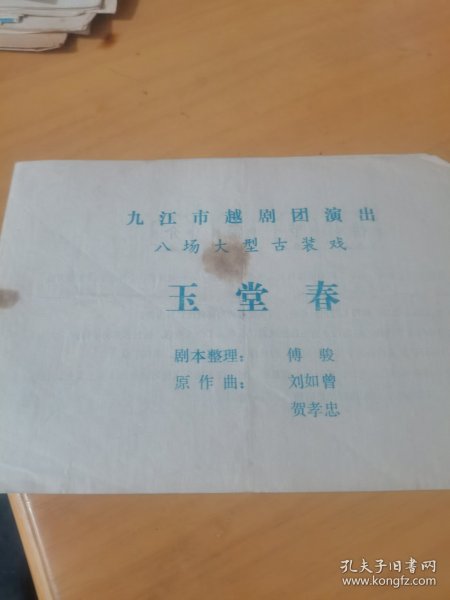 九江市越剧团演出
八场大型古装戏
玉堂春
剧本整理： 傅骏
原作曲： 刘如曾
贺孝忠
孔夫子旧书网
www.kongfz.com